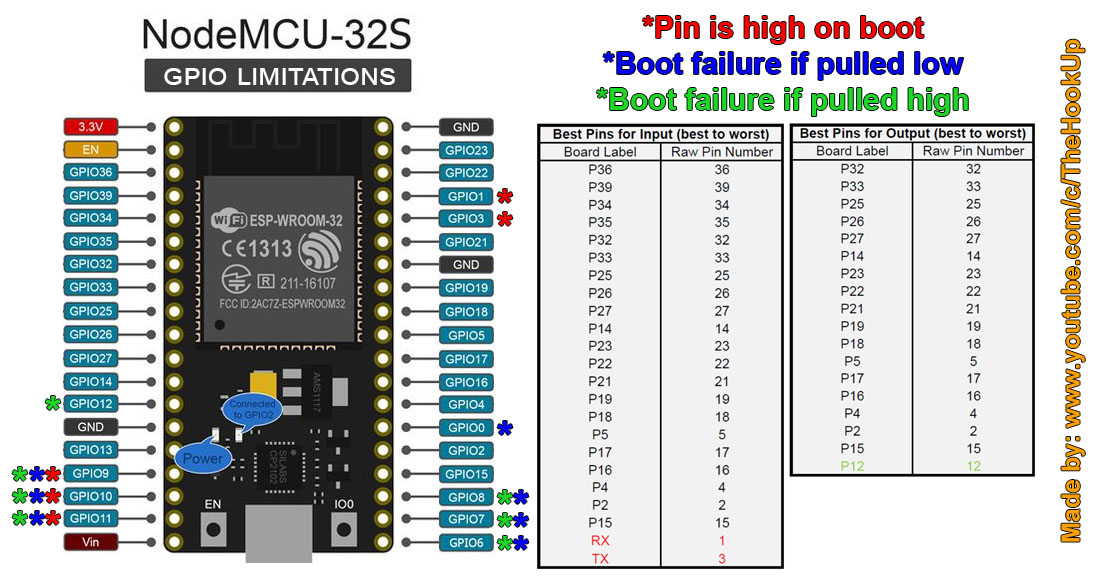 NodeMCU-32S
GPIO LIMITATIONS
*Pin is high on boot
*Boot failure if pulled low
*Boot failure if pulled high
3.3V
EN
GPIO36
GPIO39
GPIO34
GPIO35
GPIO32
GPIO33
GPIO25
GPIO26
GPIO27
GPIO14
* GPIO12
GND
GPIO13
*** GPIO9
*** GPIO10
*** GPIO11
Vin
WiFi ESP-WROOM-32
CE1313
R 211-16107
FCC ID:2AC7Z-ESPWROOM32
AMS1117
Connected
to GPIO2
Power
SILABS
CP2102
EN
IO0
GND
GPIO23
GPIO22
GPIO1 *
GPIO3 *
GPIO21
GND
GPIO19
GPIO18
GPIO5
GPIO17
GPIO16
GPIO4
GPIO0 *
GPIO2
GPIO15
GPIO8 **
GPIO7 **
GPIO6 **
Best Pins for Input (best to worst)
Board Label Raw Pin Number
P36 36
P39 39
P34 34
P35 35
P32 32
P33 33
P25 25
P26 26
P27 27
P14 14
P23 23
P22 22
P21 21
P19 19
P18 18
P5 5
P17 17
P16 16
P4 4
P2 2
P15 15
RX 1
TX 3
Best Pins for Output (best to worst)
Board Label Raw Pin Number
P32 32
P33 33
P25 25
P26 26
P27 27
P14 14
P23 23
P22 22
P21 21
P19 19
P18 18
P5 5
P17 17
P16 16
P4 4
P2 2
P15 15
P12 12
Made by: www.youtube.com/c/TheHookUp